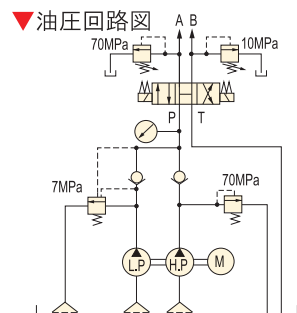 ▼油圧回路図
A B
70MPa 10MPa
P T
7MPa 70MPa
L.P H.P M